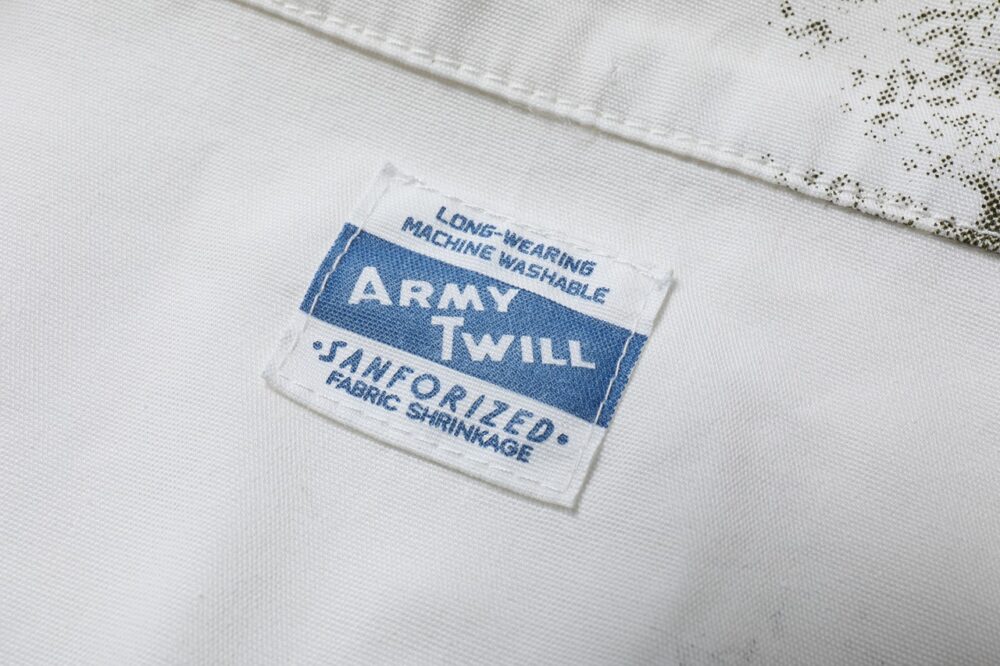 LONG-WEARING
MACHINE WASHABLE
ARMY
TWILL
•SANFORIZED•
FABRIC SHRINKAGE